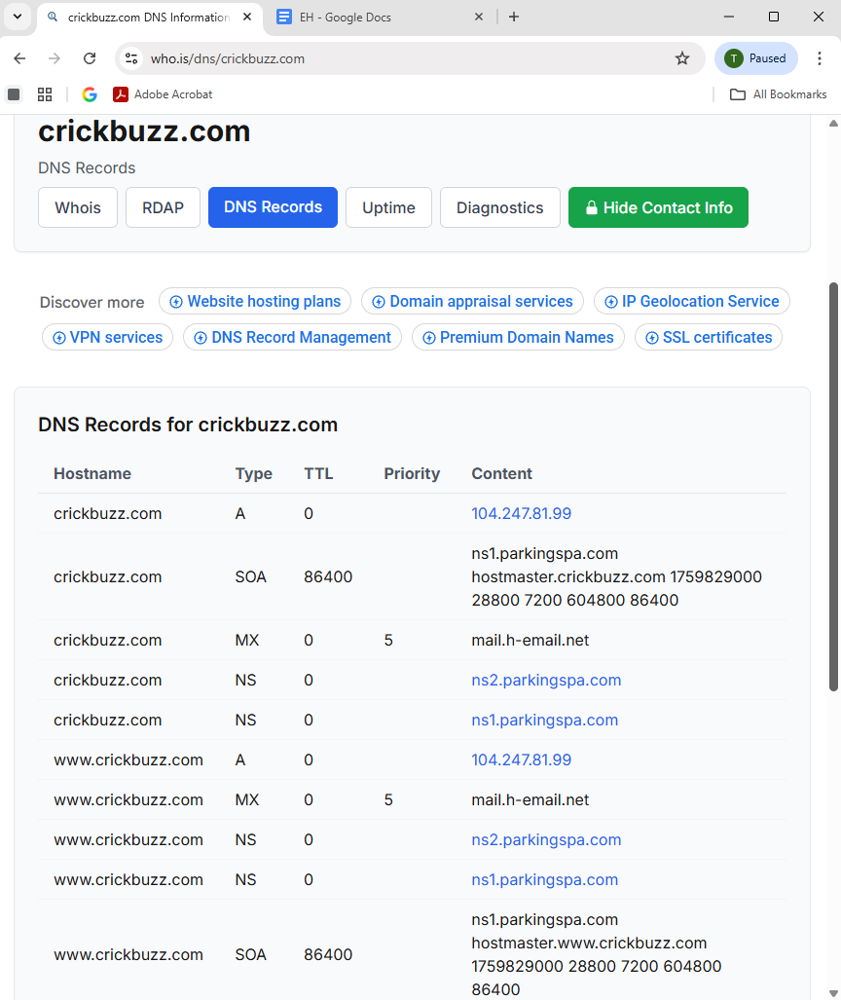 crickbuzz.com DNS Information
EH - Google Docs
who.is/dns/crickbuzz.com
T Paused
Adobe Acrobat
All Bookmarks
crickbuzz.com
DNS Records
Whois RDAP DNS Records Uptime Diagnostics Hide Contact Info
Discover more Website hosting plans Domain appraisal services IP Geolocation Service
VPN services DNS Record Management Premium Domain Names SSL certificates
DNS Records for crickbuzz.com
Hostname Type TTL Priority Content
crickbuzz.com A 0 104.247.81.99
ns1.parkingspa.com
crickbuzz.com SOA 86400 hostmaster.crickbuzz.com 1759829000
28800 7200 604800 86400
crickbuzz.com MX 0 5 mail.h-email.net
crickbuzz.com NS 0 ns2.parkingspa.com
crickbuzz.com NS 0 ns1.parkingspa.com
www.crickbuzz.com A 0 104.247.81.99
www.crickbuzz.com MX 0 5 mail.h-email.net
www.crickbuzz.com NS 0 ns2.parkingspa.com
www.crickbuzz.com NS 0 ns1.parkingspa.com
ns1.parkingspa.com
hostmaster.www.crickbuzz.com
www.crickbuzz.com SOA 86400 1759829000 28800 7200 604800
86400